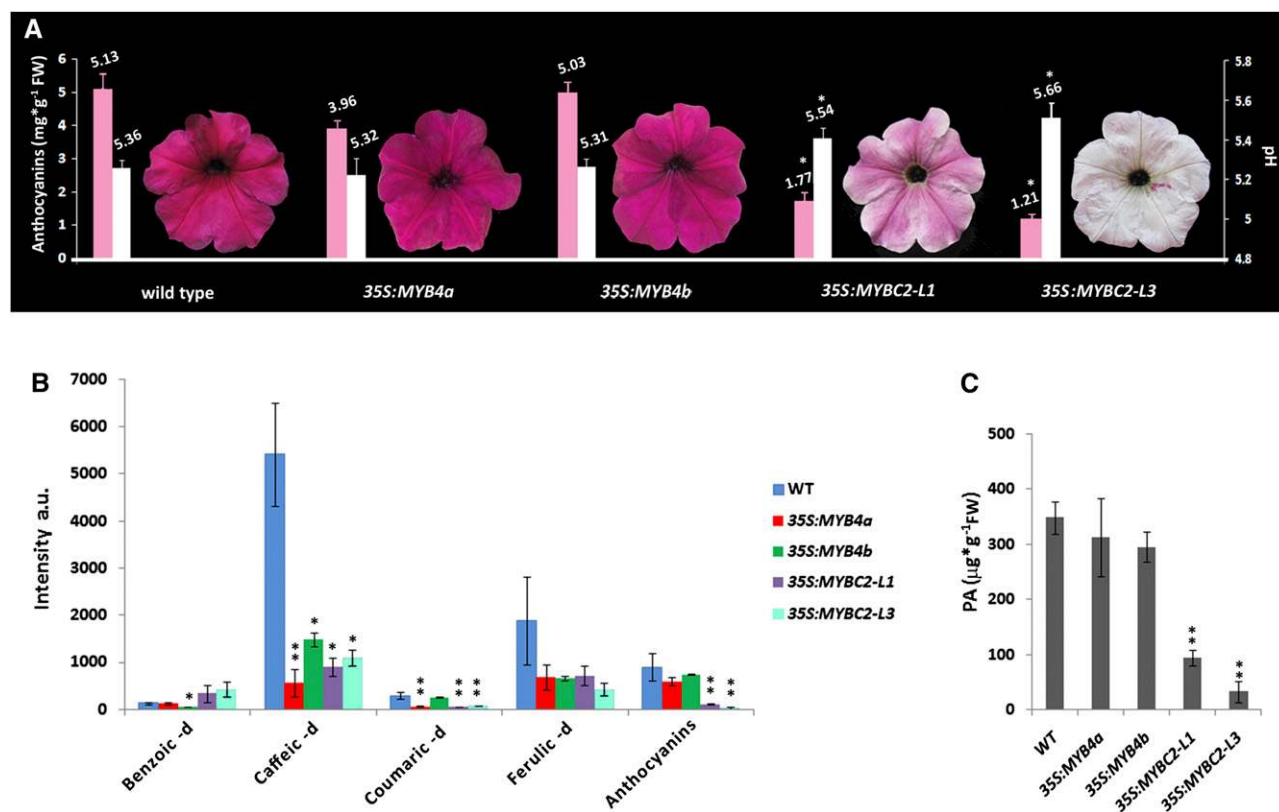 A
Anthocyanins (mg*g⁻¹ FW)
6
5
4
3
2
1
0
5.13
5.36
3.96
5.32
5.03
5.31
*
1.77
*
5.54
*
1.21
*
5.66
5.8
5.6
5.4
5.2
5
4.8
pH
wild type
35S:MYB4a
35S:MYB4b
35S:MYBC2-L1
35S:MYBC2-L3
B
Intensity a.u.
7000
6000
5000
4000
3000
2000
1000
0
*
**
*
*
*
**
**
**
**
**
Benzoic -d
Caffeic -d
Coumaric -d
Ferulic -d
Anthocyanins
WT
35S:MYB4a
35S:MYB4b
35S:MYBC2-L1
35S:MYBC2-L3
C
PA (µg*g⁻¹FW)
500
400
300
200
100
0
**
**
WT
35S:MYB4a
35S:MYB4b
35S:MYBC2-L1
35S:MYBC2-L3